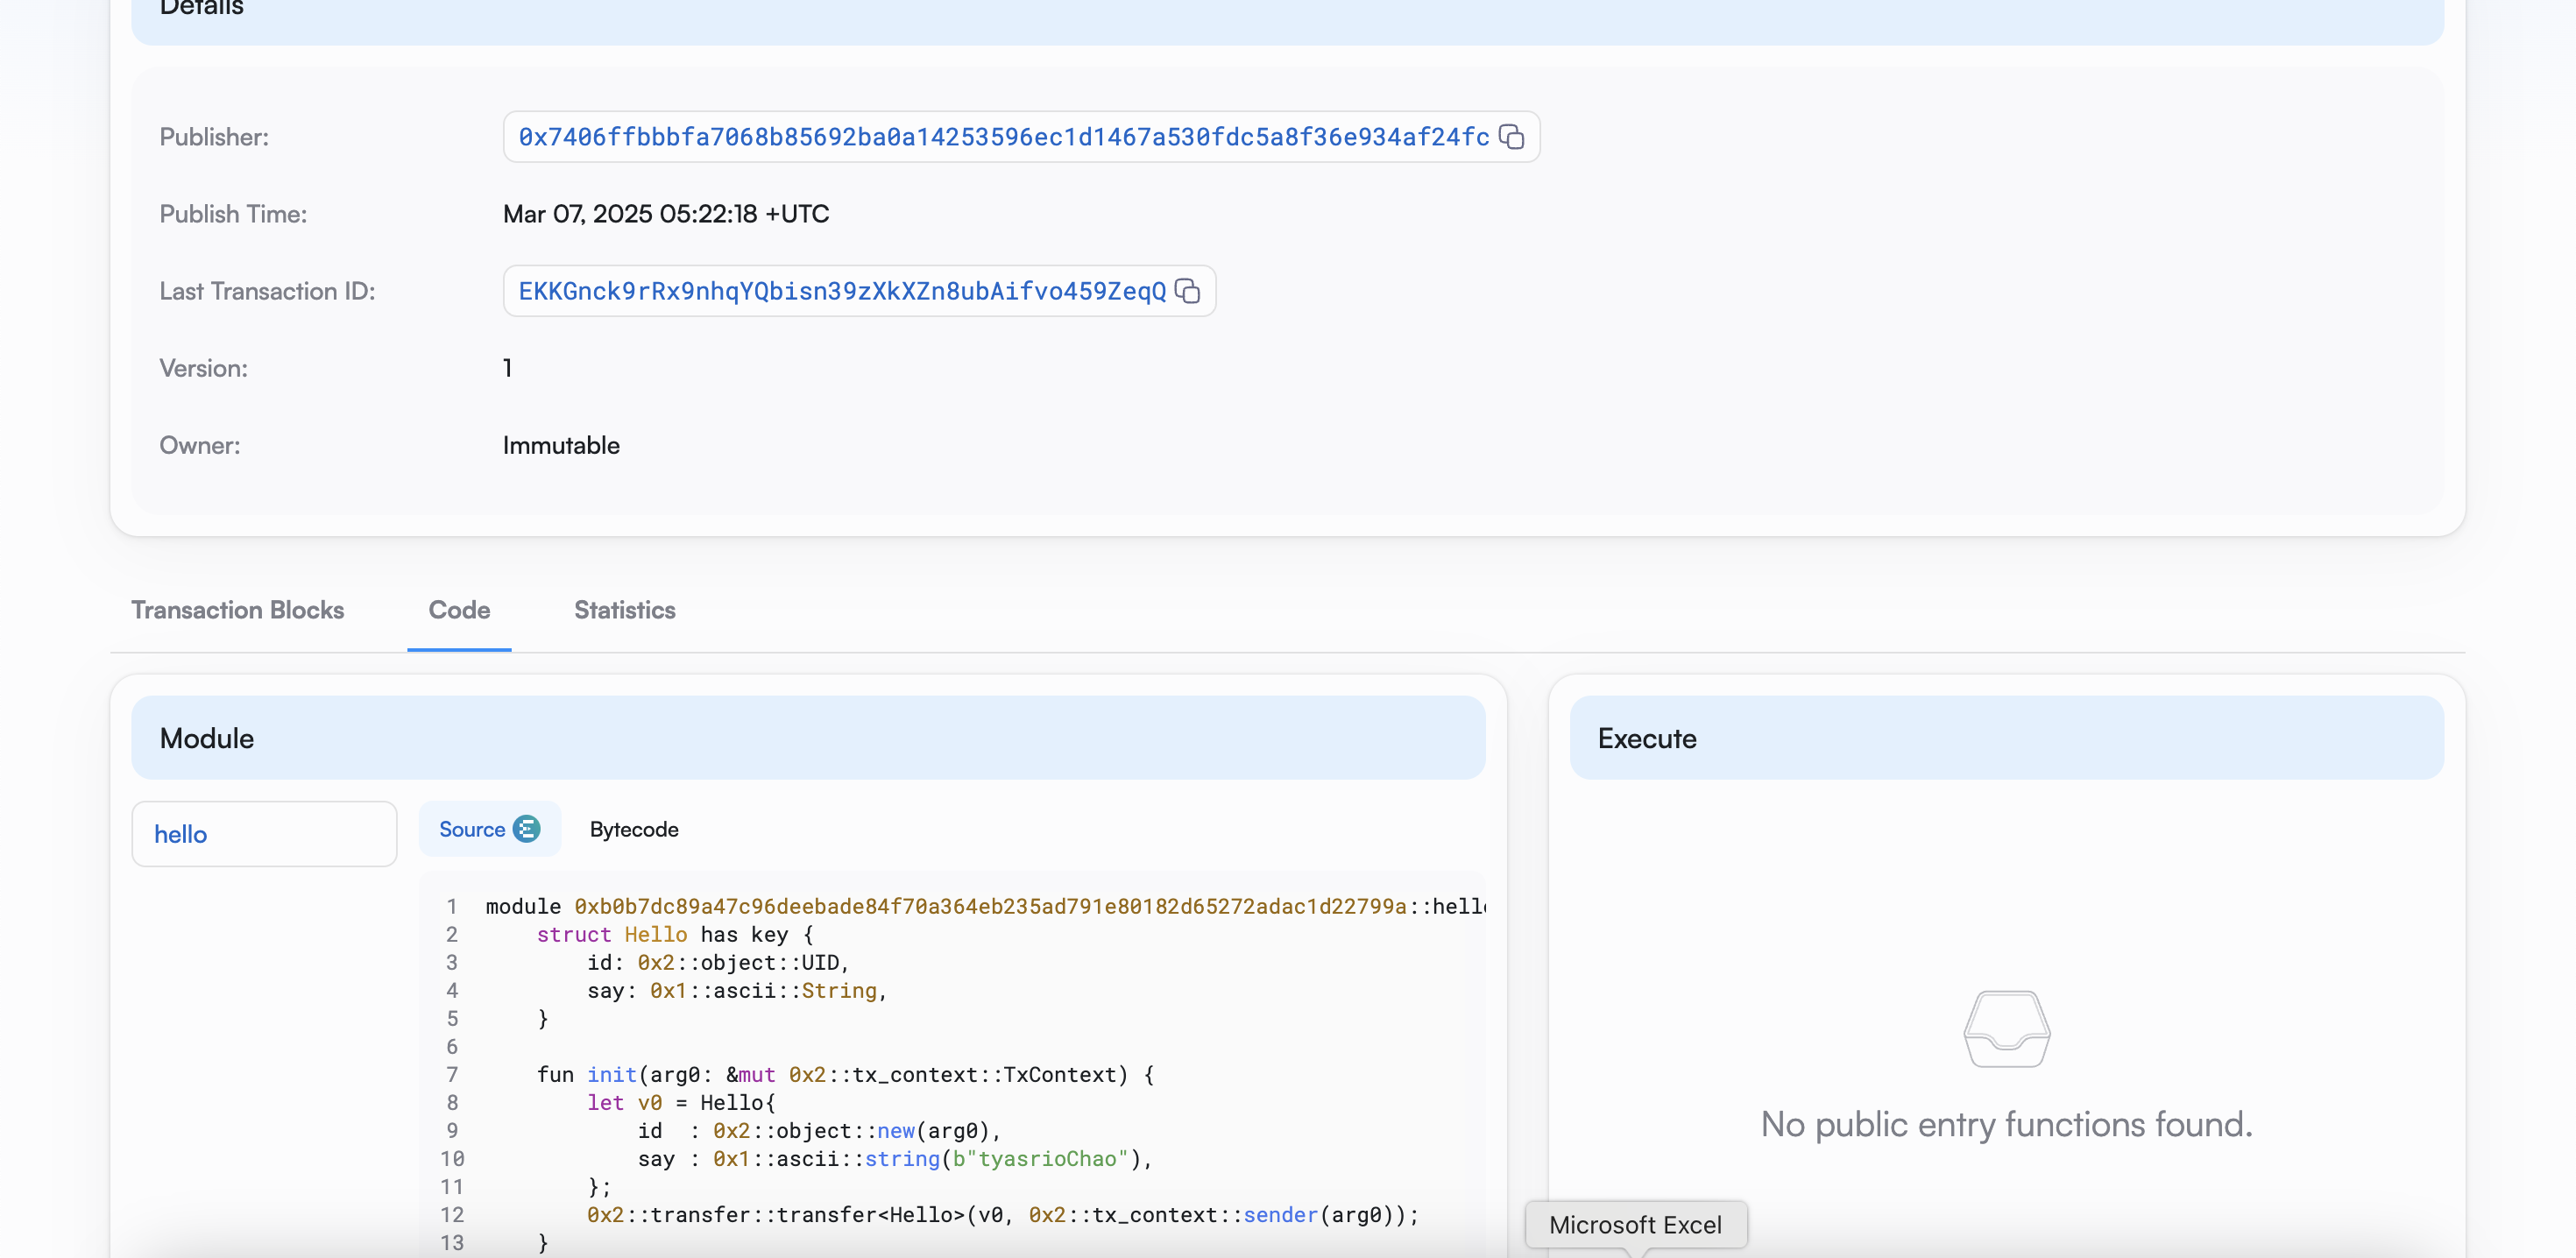 Details
Publisher:
0x7406ffbbbfa7068b85692ba0a14253596ec1d1467a530fdc5a8f36e934af24fc
Publish Time:
Mar 07, 2025 05:22:18 +UTC
Last Transaction ID:
EKKGnck9rRx9nhqYQbisn39zXkXZn8ubAifvo459ZeqQ
Version:
1
Owner:
Immutable
Transaction Blocks
Code
Statistics
Module
hello
Source
Bytecode
1 module 0xb0b7dc89a47c96deebade84f70a364eb235ad791e80182d65272adac1d22799a::hello
2     struct Hello has key {
3         id: 0x2::object::UID,
4         say: 0x1::ascii::String,
5     }
6
7     fun init(arg0: &mut 0x2::tx_context::TxContext) {
8         let v0 = Hello{
9             id  : 0x2::object::new(arg0),
10             say : 0x1::ascii::string(b"tyasrioChao"),
11         };
12         0x2::transfer::transfer<Hello>(v0, 0x2::tx_context::sender(arg0));
13     }
Execute
No public entry functions found.
Microsoft Excel